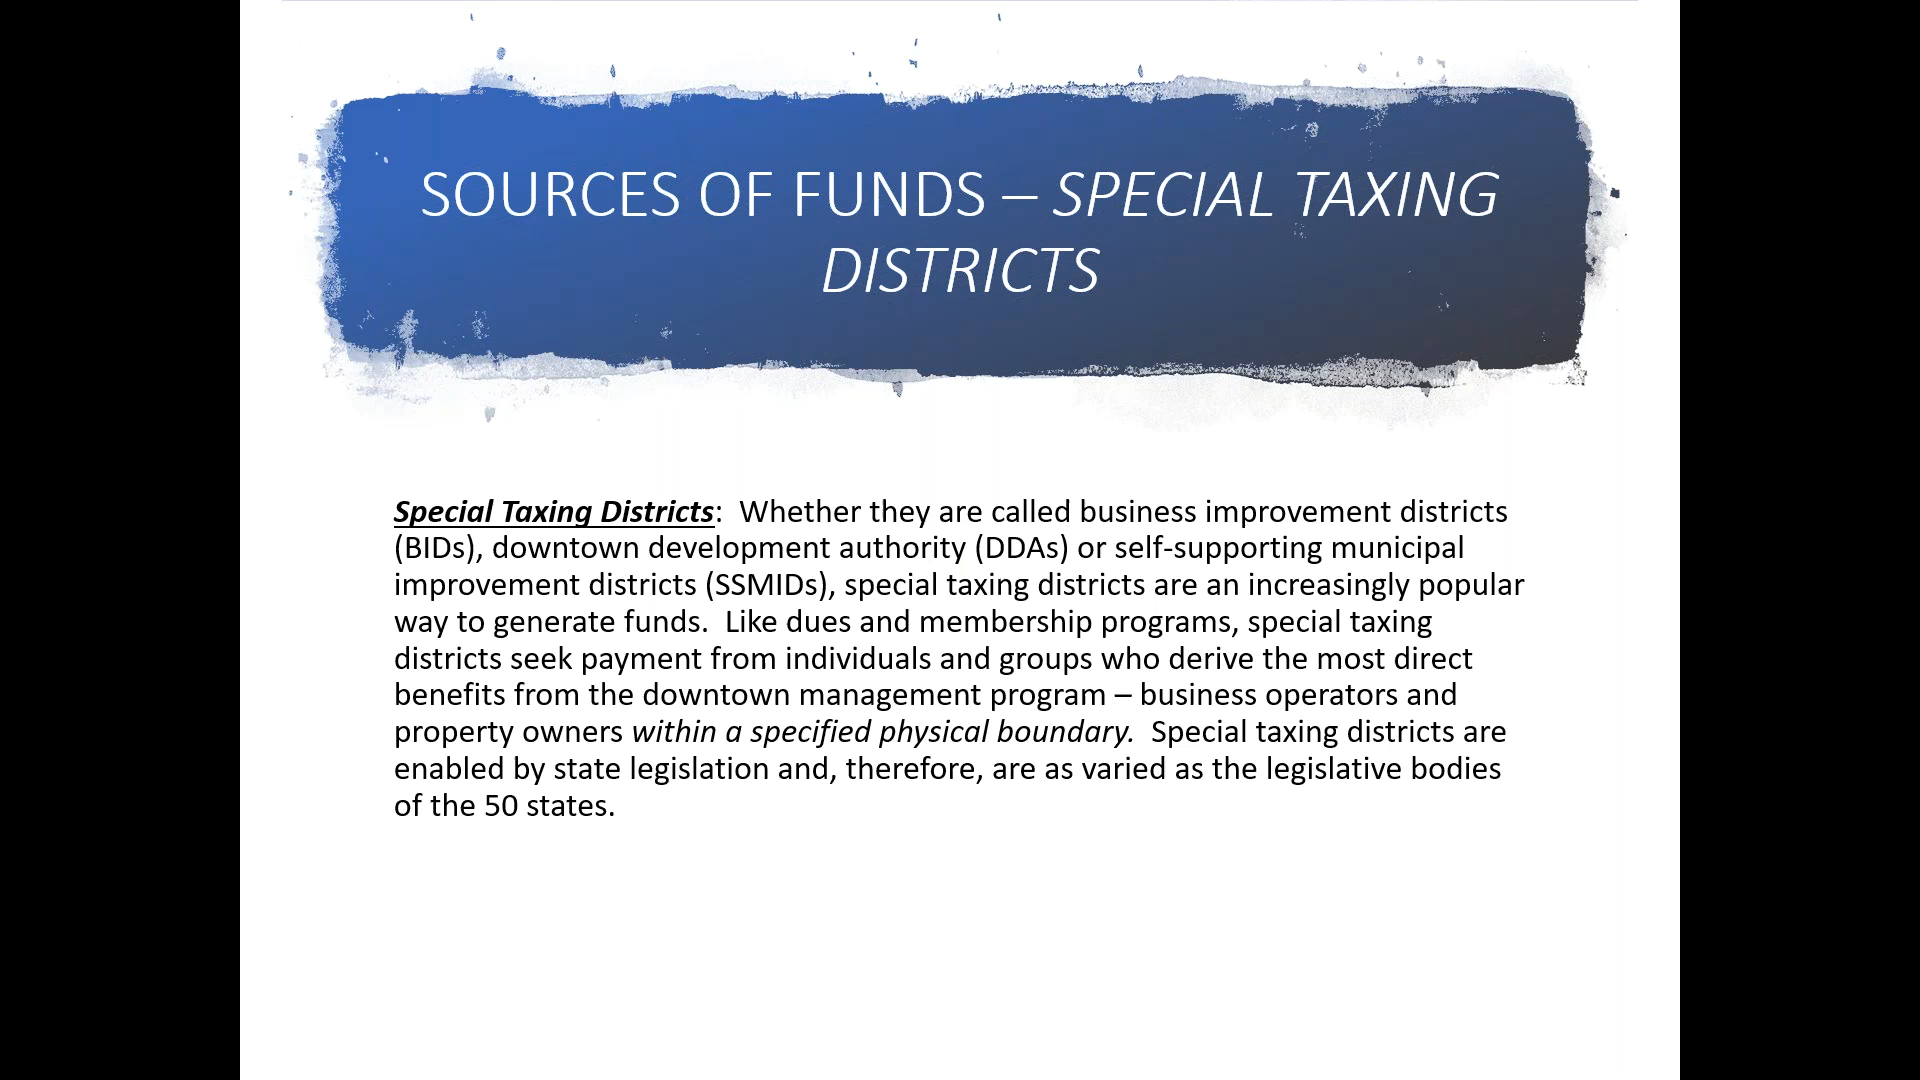 SOURCES OF FUNDS – SPECIAL TAXING
DISTRICTS
Special Taxing Districts:  Whether they are called business improvement districts
(BIDs), downtown development authority (DDAs) or self-supporting municipal
improvement districts (SSMIDs), special taxing districts are an increasingly popular
way to generate funds.  Like dues and membership programs, special taxing
districts seek payment from individuals and groups who derive the most direct
benefits from the downtown management program – business operators and
property owners within a specified physical boundary.  Special taxing districts are
enabled by state legislation and, therefore, are as varied as the legislative bodies
of the 50 states.